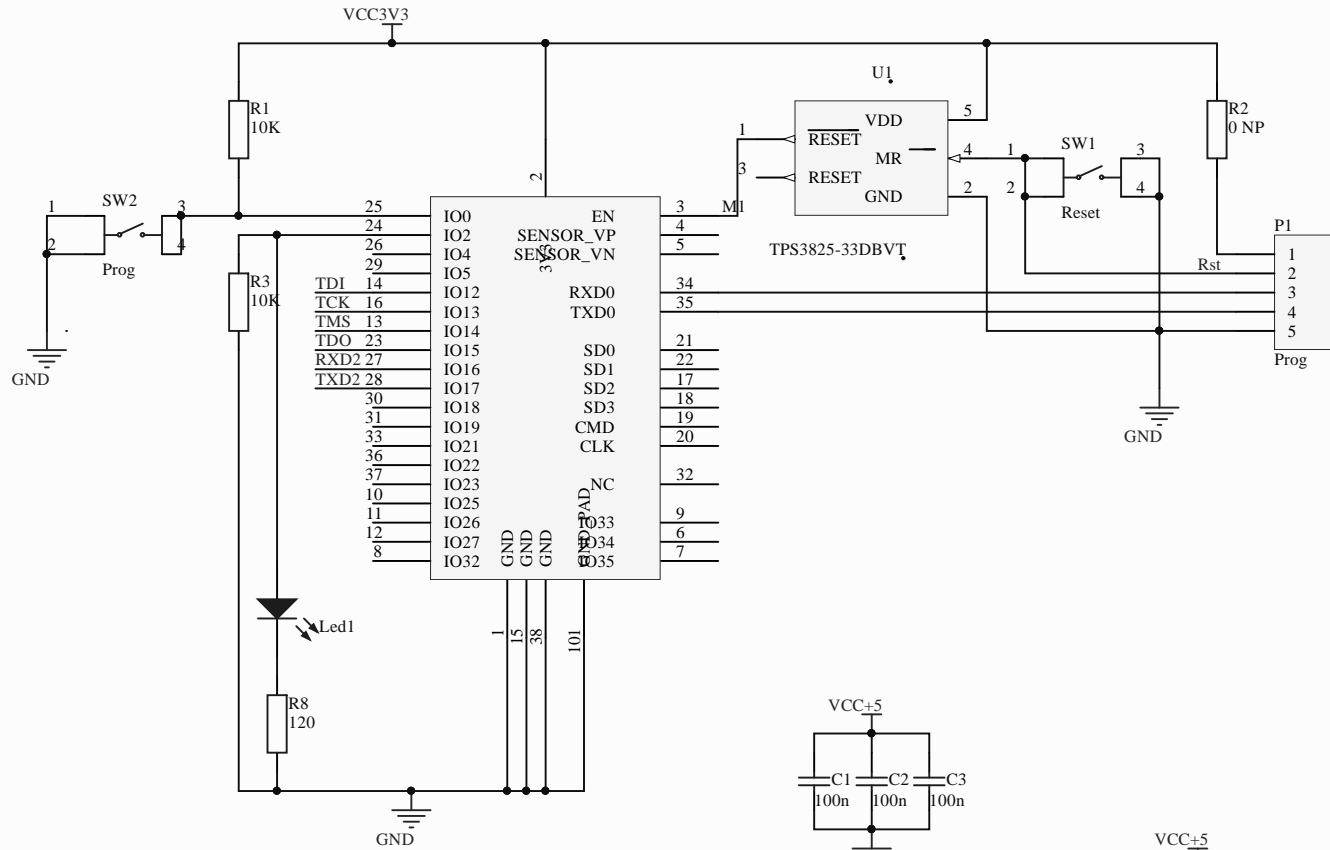 VCC3V3
U1
R1
10K
R2
0 NP
1
RESET
3
RESET
VDD
5
MR
4
GND
2
TPS3825-33DBVT
1
2
SW1
3
4
Reset
P1
Prog
1
2
3
4
5
Rst
SW2
1
2
3
4
Prog
GND
R3
10K
2
3V3
M1
25 IO0
24 IO2
26 IO4
29 IO5
TDI 14 IO12
TCK 16 IO13
TMS 13 IO14
TDO 23 IO15
RXD2 27 IO16
TXD2 28 IO17
30 IO18
31 IO19
33 IO21
36 IO22
37 IO23
10 IO25
11 IO26
12 IO27
8 IO32
EN 3
SENSOR_VP 4
SENSOR_VN 5
RXD0 34
TXD0 35
SD0 21
SD1 22
SD2 17
SD3 18
CMD 19
CLK 20
NC 32
IO33 9
IO34 6
IO35 7
GND
GND
GND
GND_PAD
1
15
38
101
GND
Led1
R8
120
GND
VCC+5
C1
100n
C2
100n
C3
100n
VCC+5